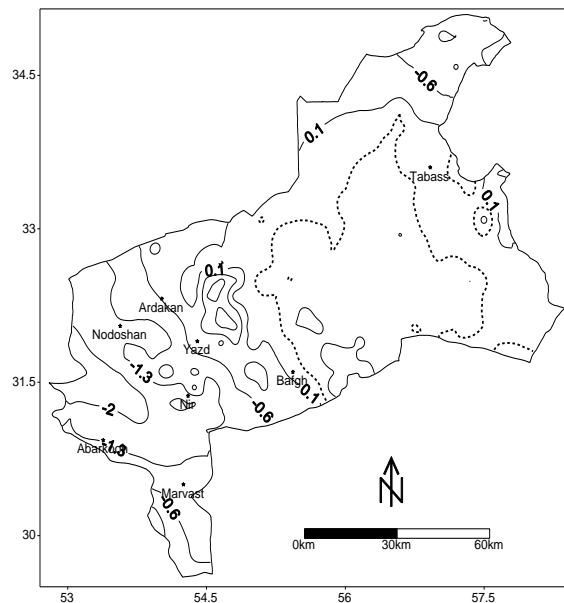 34.5
-0.6
0.1
Tabass
33
0.1
0.1
Ardakan
Nodoshan
Yazd
-1.3
31.5
Bafgh
0.1
-0.6
-2
Nir
-1.3
Marvast
-0.6
30
N
0km 30km 60km
53 54.5 56 57.5